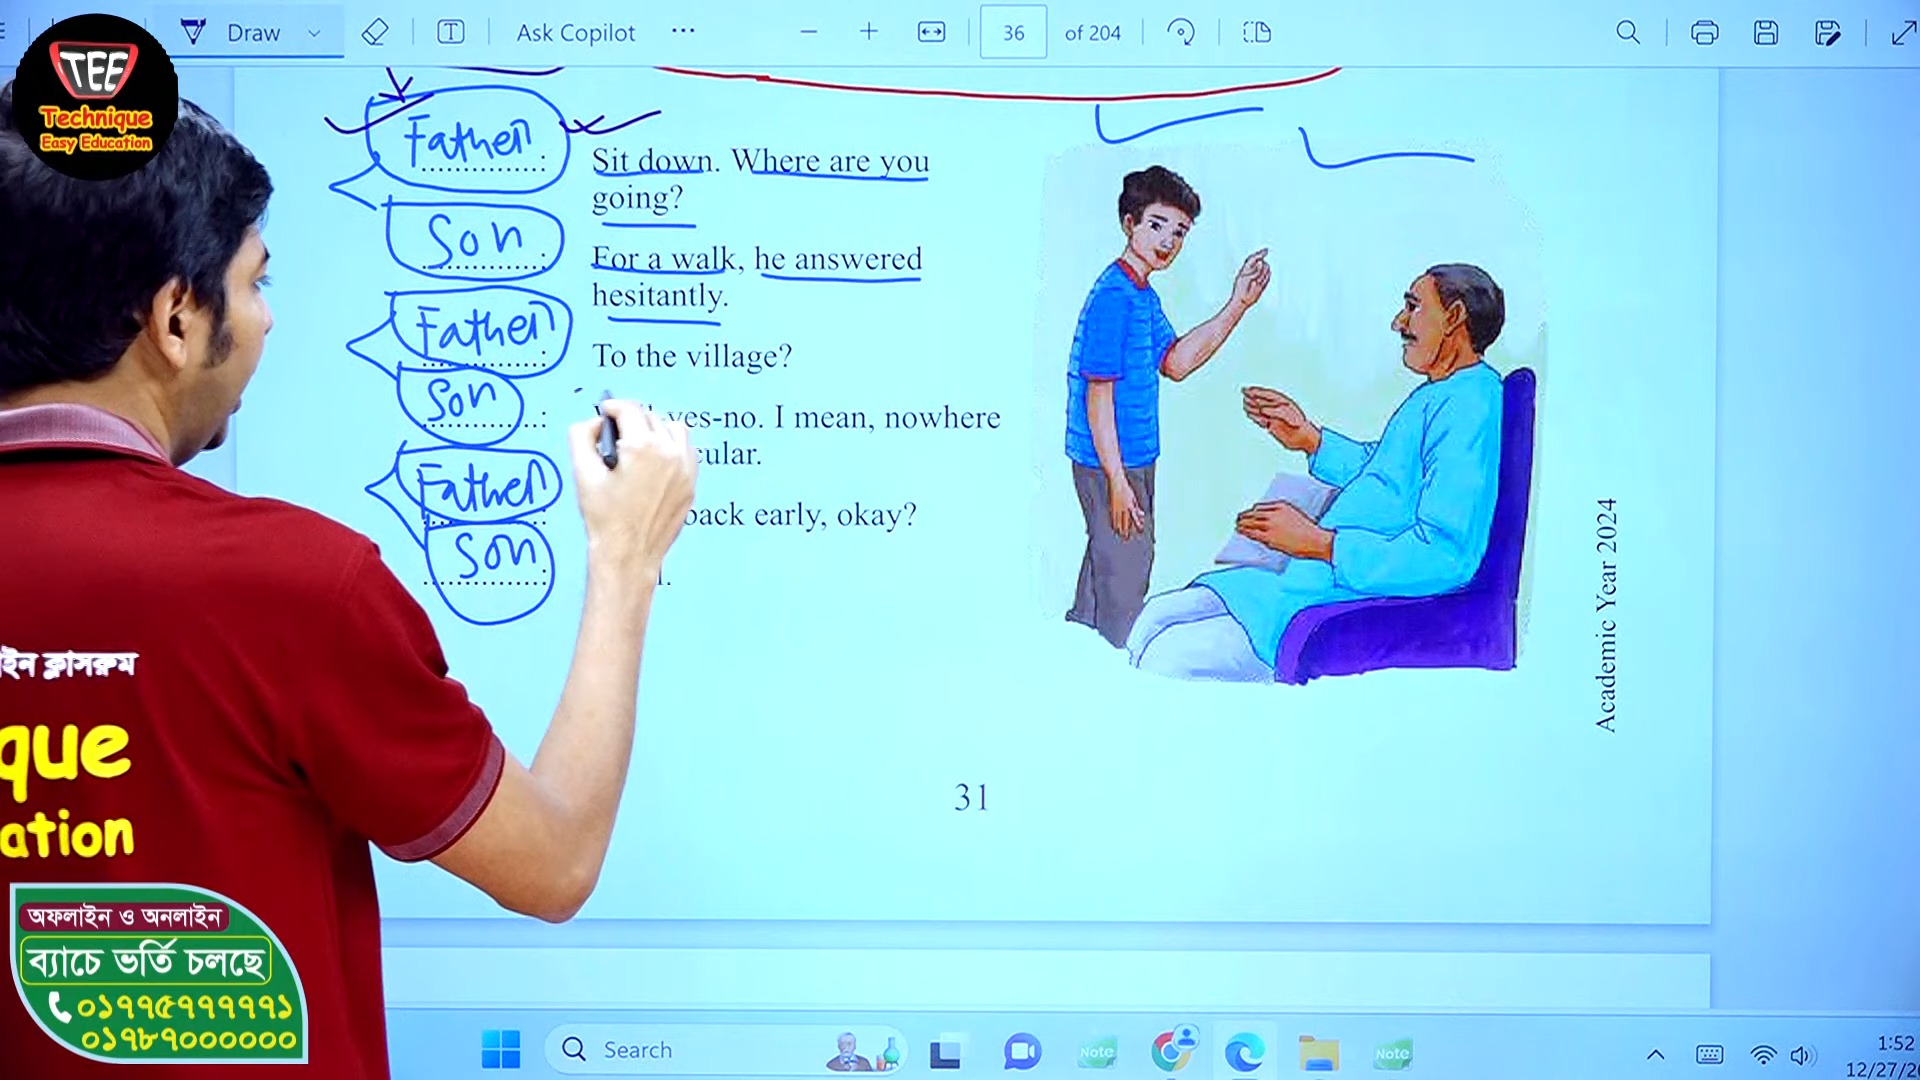 Draw
Ask Copilot
36 of 204
TEE
Technique
Easy Education
Father : Sit down. Where are you
going?
Son : For a walk, he answered
hesitantly.
Father : To the village?
Son : yes-no. I mean, nowhere
Father back early, okay?
Son
Academic Year 2024
31
ইন ক্লাসরুম
que
ation
অফলাইন ও অনলাইন
ব্যাচে ভর্তি চলছে
০১৭৭৫৭৭৭৭৭১
০১৭৮৭০০০০০০
Search
Note
Note
1:52